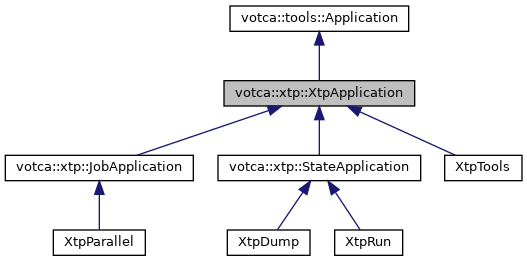 votca::tools::Application
votca::xtp::XtpApplication
votca::xtp::JobApplication
votca::xtp::StateApplication
XtpTools
XtpParallel
XtpDump
XtpRun